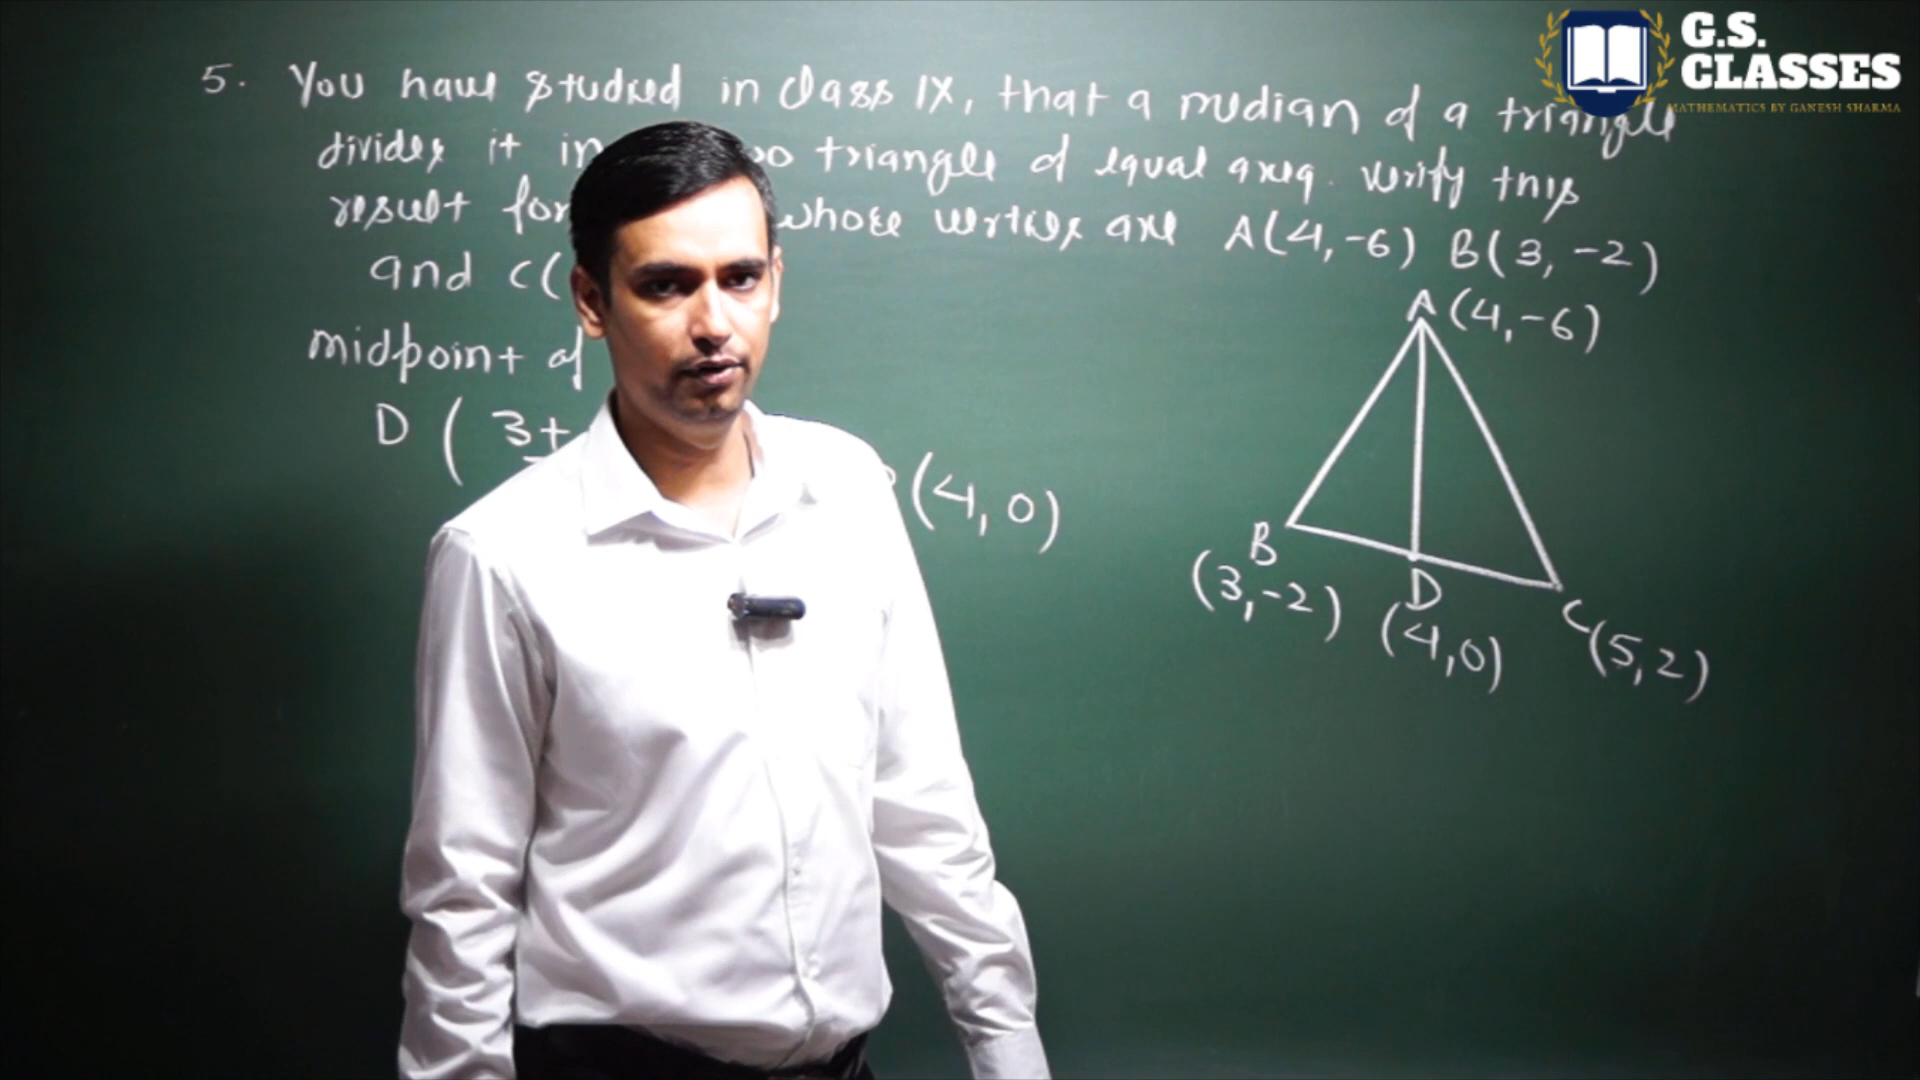 G.S.
CLASSES
MATHEMATICS BY GANESH SHARMA
5. You have studied in class IX, that a median of a triangle
divides it in triangle of equal area. Verify this
result for whose vertices are A(4,-6) B(3,-2)
and C(
midpoint of
D ( 3+
(4,0)
A(4,-6)
B
(3,-2)
D
(4,0)
C(5,2)